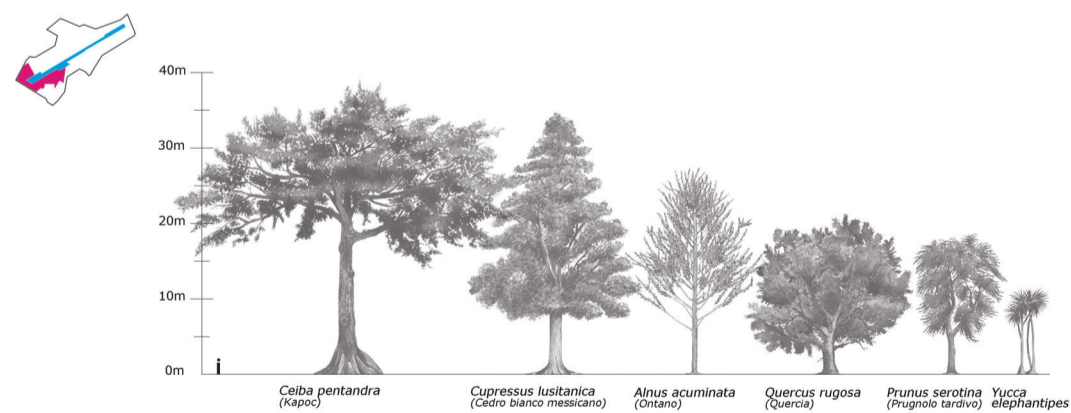 40m
30m
20m
10m
0m
Ceiba pentandra
(Kapoc)
Cupressus lusitanica
(Cedro bianco messicano)
Alnus acuminata
(Ontano)
Quercus rugosa
(Quercia)
Prunus serotina
(Prugnolo tardivo)
Yucca
elephantipes